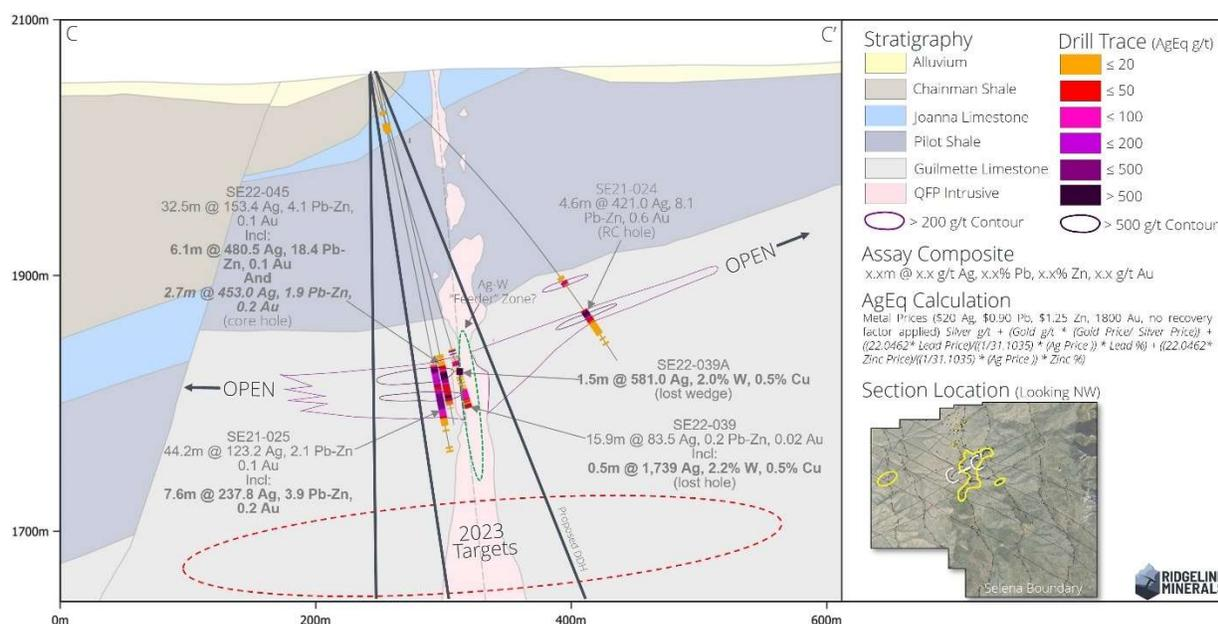 2100m
C
C'
1900m
1700m
0m
200m
400m
600m
SE22-045
32.5m @ 153.4 Ag, 4.1 Pb-Zn,
0.1 Au
Incl:
6.1m @ 480.5 Ag, 18.4 Pb-
Zn, 0.1 Au
And
2.7m @ 453.0 Ag, 1.9 Pb-Zn,
0.2 Au
(core hole)
SE21-024
4.6m @ 421.0 Ag, 8.1
Pb-Zn, 0.6 Au
(RC hole)
OPEN
Ag-W
"Feeder" Zone?
OPEN
SE22-039A
1.5m @ 581.0 Ag, 2.0% W, 0.5% Cu
(lost wedge)
SE21-025
44.2m @ 123.2 Ag, 2.1 Pb-Zn
0.1 Au
Incl:
7.6m @ 237.8 Ag, 3.9 Pb-Zn,
0.2 Au
SE22-039
15.9m @ 83.5 Ag, 0.2 Pb-Zn, 0.02 Au
Incl:
0.5m @ 1,739 Ag, 2.2% W, 0.5% Cu
(lost hole)
2023
Targets
Proposed DDH
Stratigraphy
Alluvium
Chainman Shale
Joanna Limestone
Pilot Shale
Guilmette Limestone
QFP Intrusive
> 200 g/t Contour
Drill Trace (AgEq g/t)
≤ 20
≤ 50
≤ 100
≤ 200
≤ 500
> 500
> 500 g/t Contour
Assay Composite
x.xm @ x.x g/t Ag, x.x% Pb, x.x% Zn, x.x g/t Au
AgEq Calculation
Metal Prices ($20 Ag, $0.90 Pb, $1.25 Zn, 1800 Au, no recovery
factor applied) Silver g/t + (Gold g/t * (Gold Price/ Silver Price)) +
((22.0462* Lead Price)/((1/31.1035) * (Ag Price )) * Lead %) + ((22.0462*
Zinc Price)/((1/31.1035) * (Ag Price )) * Zinc %)
Section Location (Looking NW)
Selena Boundary
RIDGELINE
MINERALS